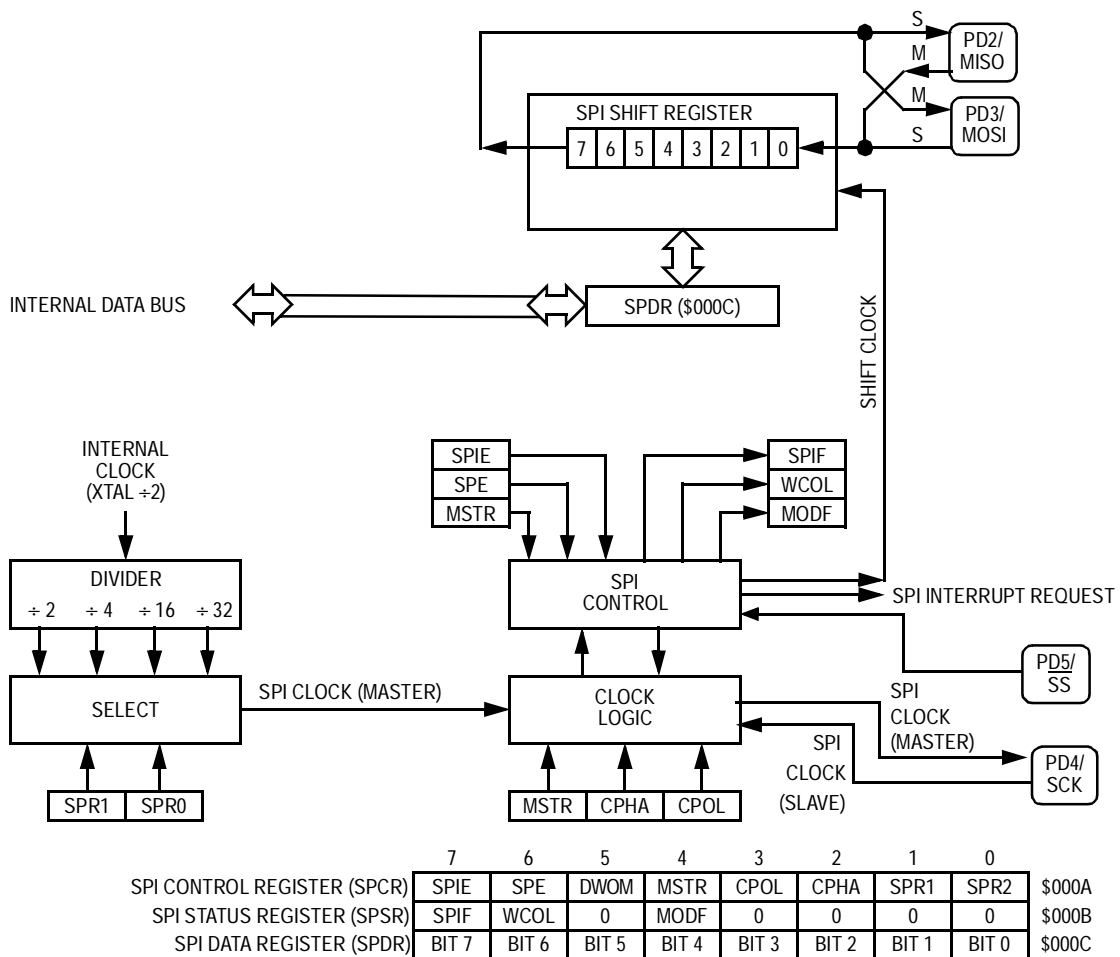 S
PD2/
MISO
M
M
PD3/
MOSI
S
SPI SHIFT REGISTER
7 6 5 4 3 2 1 0
INTERNAL DATA BUS
SPDR ($000C)
SHIFT CLOCK
INTERNAL
CLOCK
(XTAL ÷2)
SPIE
SPE
MSTR
SPIF
WCOL
MODF
DIVIDER
÷ 2 ÷ 4 ÷ 16 ÷ 32
SPI
CONTROL
SPI INTERRUPT REQUEST
PD5/
SS
SELECT
SPI CLOCK (MASTER)
CLOCK
LOGIC
SPI
CLOCK
(MASTER)
SPI
CLOCK
(SLAVE)
PD4/
SCK
SPR1 SPR0
MSTR CPHA CPOL
7 6 5 4 3 2 1 0
SPI CONTROL REGISTER (SPCR) SPIE SPE DWOM MSTR CPOL CPHA SPR1 SPR2 $000A
SPI STATUS REGISTER (SPSR) SPIF WCOL 0 MODF 0 0 0 0 $000B
SPI DATA REGISTER (SPDR) BIT 7 BIT 6 BIT 5 BIT 4 BIT 3 BIT 2 BIT 1 BIT 0 $000C